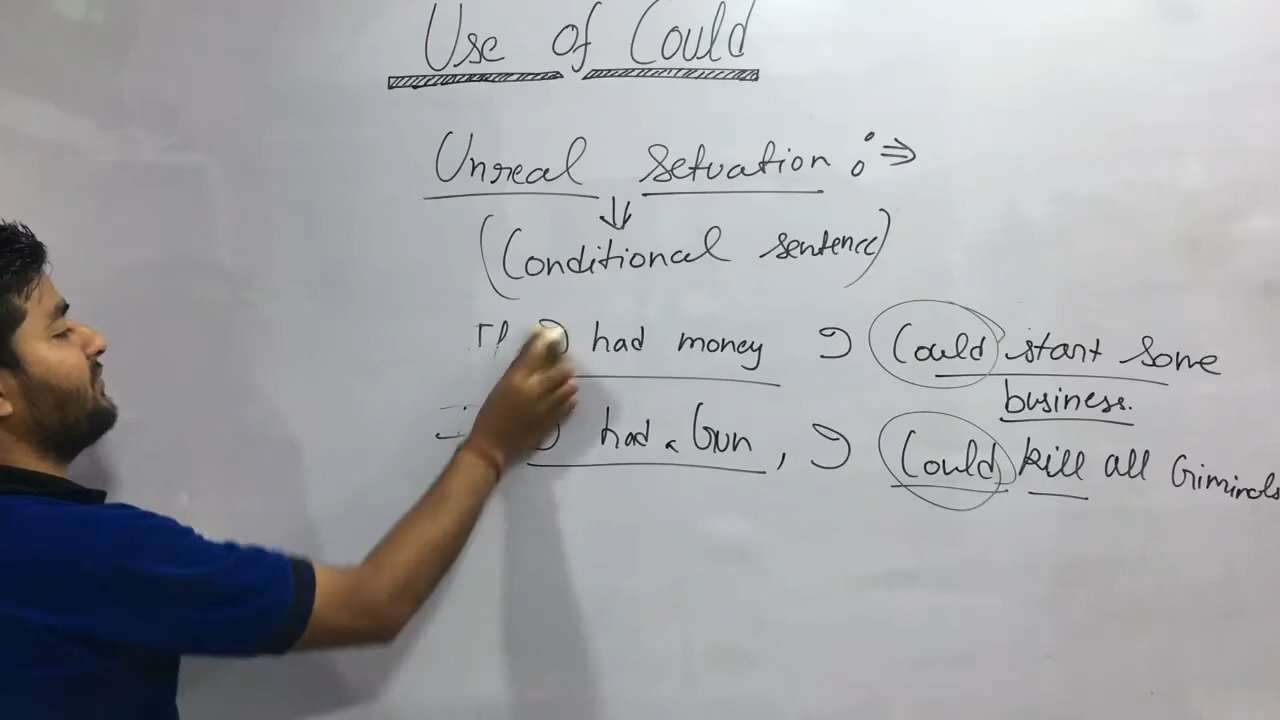 Use of Could
Unreal Setuation :⇒
(Conditional sentence)
had money I Could start Some
business.
had a Gun, I Could kill all Criminals